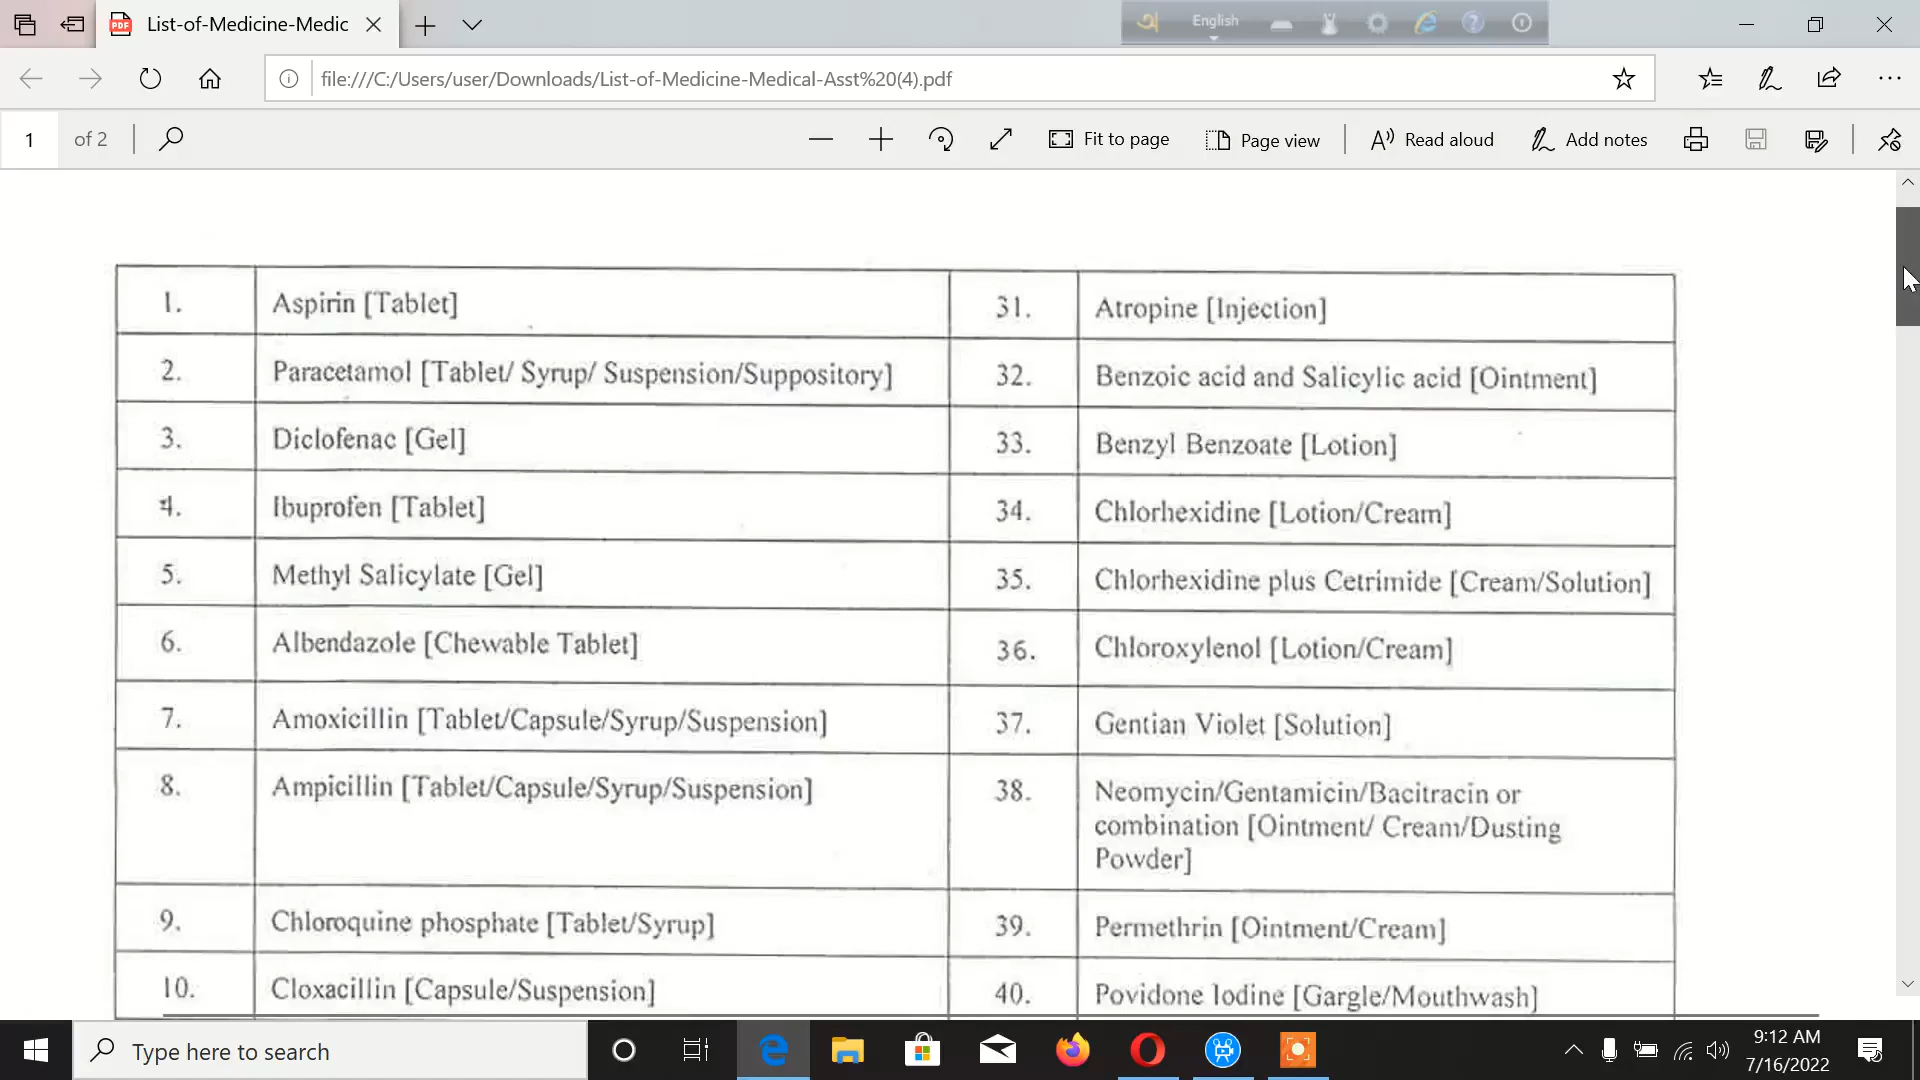 List-of-Medicine-Medic
English
file:///C:/Users/user/Downloads/List-of-Medicine-Medical-Asst%20(4).pdf
1 of 2
Fit to page
Page view
Read aloud
Add notes
1. Aspirin [Tablet] 31. Atropine [Injection]
2. Paracetamol [Tablet/ Syrup/ Suspension/Suppository] 32. Benzoic acid and Salicylic acid [Ointment]
3. Diclofenac [Gel] 33. Benzyl Benzoate [Lotion]
4. Ibuprofen [Tablet] 34. Chlorhexidine [Lotion/Cream]
5. Methyl Salicylate [Gel] 35. Chlorhexidine plus Cetrimide [Cream/Solution]
6. Albendazole [Chewable Tablet] 36. Chloroxylenol [Lotion/Cream]
7. Amoxicillin [Tablet/Capsule/Syrup/Suspension] 37. Gentian Violet [Solution]
8. Ampicillin [Tablet/Capsule/Syrup/Suspension] 38. Neomycin/Gentamicin/Bacitracin or
combination [Ointment/ Cream/Dusting
Powder]
9. Chloroquine phosphate [Tablet/Syrup] 39. Permethrin [Ointment/Cream]
10. Cloxacillin [Capsule/Suspension] 40. Povidone Iodine [Gargle/Mouthwash]
Type here to search
9:12 AM
7/16/2022